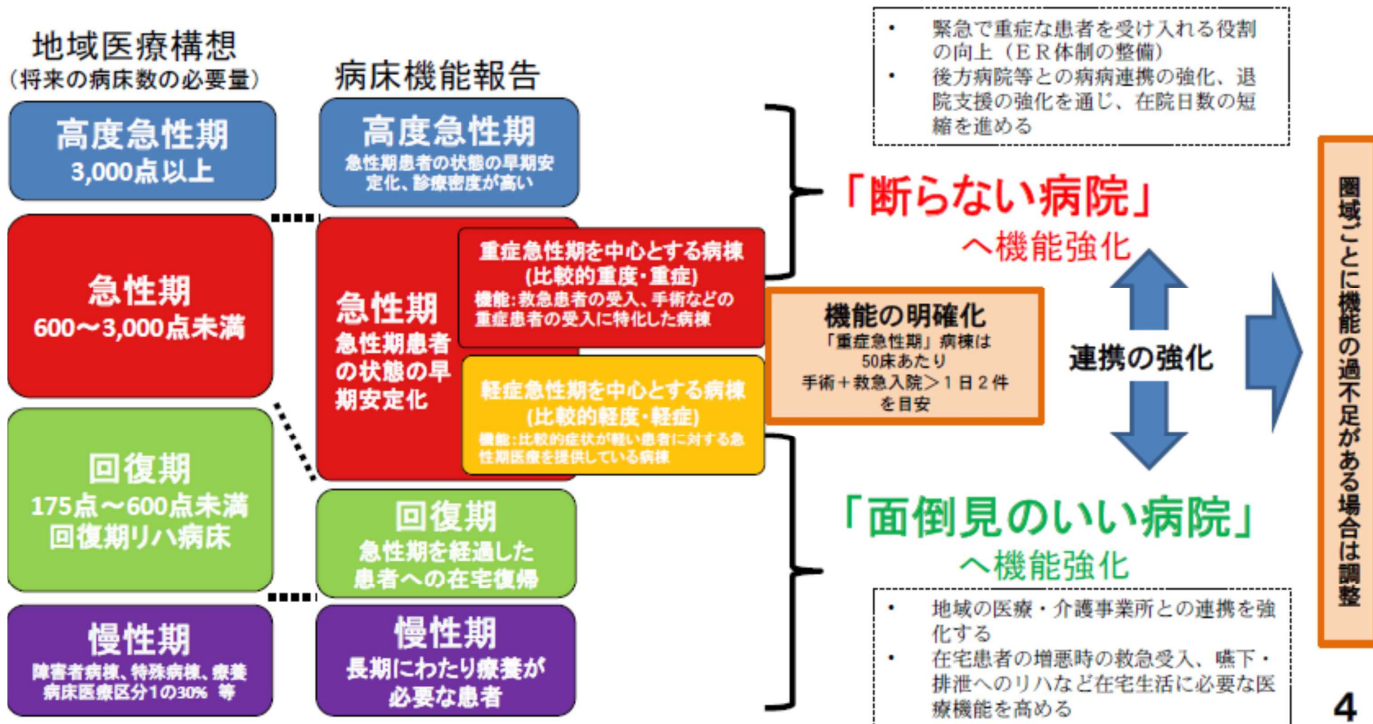 地域医療構想
（将来の病床数の必要量）
高度急性期
3,000点以上
急性期
600～3,000点未満
回復期
175点～600点未満
回復期リハ病床
慢性期
障害者病棟、特殊病棟、療養
病床医療区分1の30% 等
病床機能報告
高度急性期
急性期患者の状態の早期安
定化、診療密度が高い
急性期
急性期患者
の状態の早
期安定化
重症急性期を中心とする病棟
(比較的重度・重症)
機能：救急患者の受入、手術などの
重症患者の受入に特化した病棟
軽症急性期を中心とする病棟
(比較的軽度・軽症)
機能：比較的症状が軽い患者に対する急
性期医療を提供している病棟
回復期
急性期を経過した
患者への在宅復帰
慢性期
長期にわたり療養が
必要な患者
• 緊急で重症な患者を受け入れる役割
の向上（ＥＲ体制の整備）
• 後方病院等との病病連携の強化、退
院支援の強化を通じ、在院日数の短
縮を進める
「断らない病院」
へ機能強化
機能の明確化
「重症急性期」病棟は
50床あたり
手術＋救急入院＞１日２件
を目安
連携の強化
「面倒見のいい病院」
へ機能強化
• 地域の医療・介護事業所との連携を強
化する
• 在宅患者の増悪時の救急受入、嚥下・
排泄へのリハなど在宅生活に必要な医
療機能を高める
圏域ごとに機能の過不足がある場合は調整
4